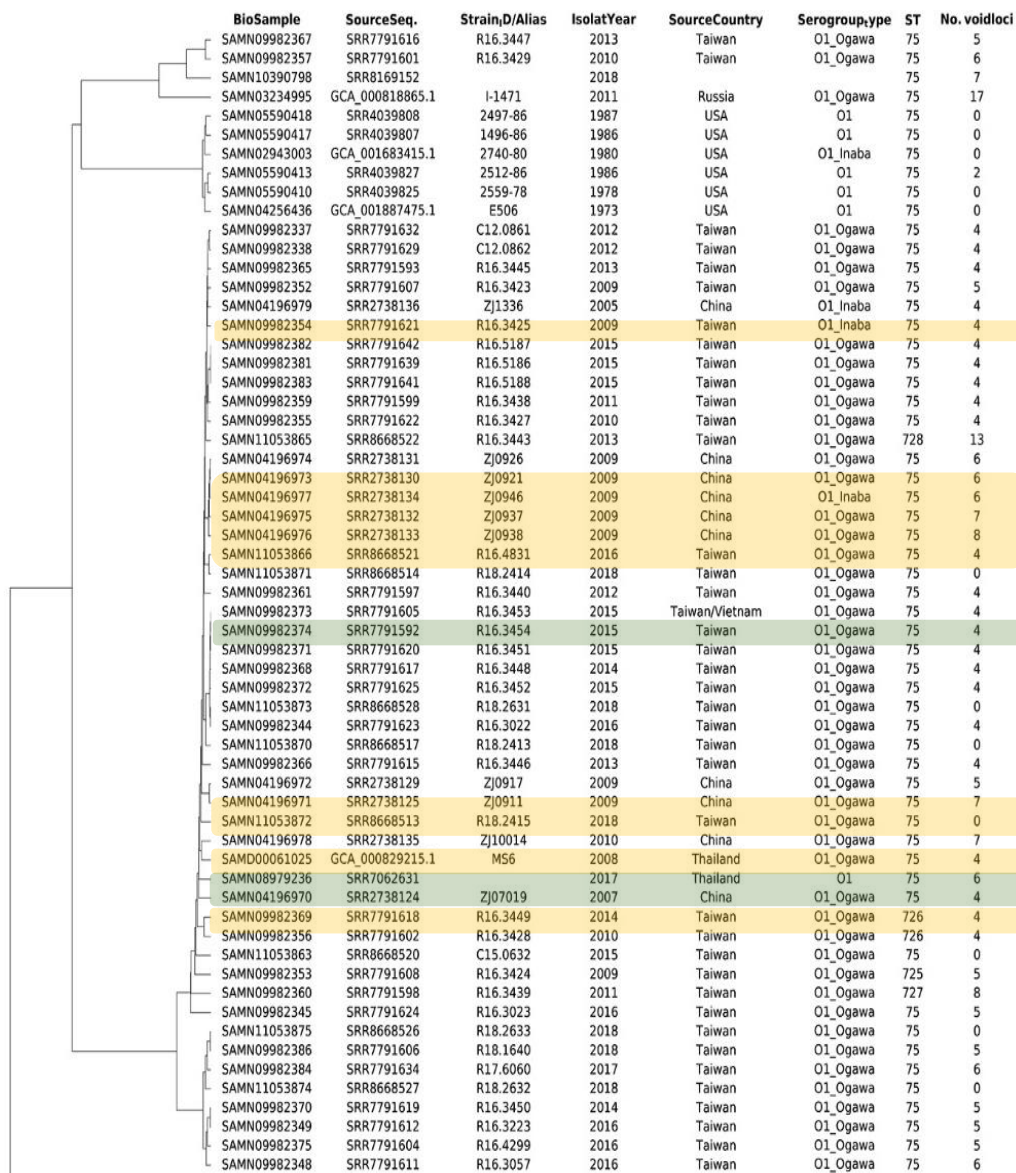 BioSample SourceSeq. Strain_ID/Alias IsolatYear SourceCountry Serogroup_type ST No. voidloci
SAMN09982367 SRR7791616 R16.3447 2013 Taiwan O1_Ogawa 75 5
SAMN09982357 SRR7791601 R16.3429 2010 Taiwan O1_Ogawa 75 6
SAMN10390798 SRR8169152 2018 75 7
SAMN03234995 GCA_000818865.1 I-1471 2011 Russia O1_Ogawa 75 17
SAMN05590418 SRR4039808 2497-86 1987 USA O1 75 0
SAMN05590417 SRR4039807 1496-86 1986 USA O1 75 0
SAMN02943003 GCA_001683415.1 2740-80 1980 USA O1_Inaba 75 0
SAMN05590413 SRR4039827 2512-86 1986 USA O1 75 2
SAMN05590410 SRR4039825 2559-78 1978 USA O1 75 0
SAMN04256436 GCA_001887475.1 E506 1973 USA O1 75 0
SAMN09982337 SRR7791632 C12.0861 2012 Taiwan O1_Ogawa 75 4
SAMN09982338 SRR7791629 C12.0862 2012 Taiwan O1_Ogawa 75 4
SAMN09982365 SRR7791593 R16.3445 2013 Taiwan O1_Ogawa 75 4
SAMN09982352 SRR7791607 R16.3423 2009 Taiwan O1_Ogawa 75 5
SAMN04196979 SRR2738136 ZJ1336 2005 China O1_Inaba 75 4
SAMN09982354 SRR7791621 R16.3425 2009 Taiwan O1_Inaba 75 4
SAMN09982382 SRR7791642 R16.5187 2015 Taiwan O1_Ogawa 75 4
SAMN09982381 SRR7791639 R16.5186 2015 Taiwan O1_Ogawa 75 4
SAMN09982383 SRR7791641 R16.5188 2015 Taiwan O1_Ogawa 75 4
SAMN09982359 SRR7791599 R16.3438 2011 Taiwan O1_Ogawa 75 4
SAMN09982355 SRR7791622 R16.3427 2010 Taiwan O1_Ogawa 75 4
SAMN11053865 SRR8668522 R16.3443 2013 Taiwan O1_Ogawa 728 13
SAMN04196974 SRR2738131 ZJ0926 2009 China O1_Ogawa 75 6
SAMN04196973 SRR2738130 ZJ0921 2009 China O1_Ogawa 75 6
SAMN04196977 SRR2738134 ZJ0946 2009 China O1_Inaba 75 6
SAMN04196975 SRR2738132 ZJ0937 2009 China O1_Ogawa 75 7
SAMN04196976 SRR2738133 ZJ0938 2009 China O1_Ogawa 75 8
SAMN11053866 SRR8668521 R16.4831 2016 Taiwan O1_Ogawa 75 4
SAMN11053871 SRR8668514 R18.2414 2018 Taiwan O1_Ogawa 75 0
SAMN09982361 SRR7791597 R16.3440 2012 Taiwan O1_Ogawa 75 4
SAMN09982373 SRR7791605 R16.3453 2015 Taiwan/Vietnam O1_Ogawa 75 4
SAMN09982374 SRR7791592 R16.3454 2015 Taiwan O1_Ogawa 75 4
SAMN09982371 SRR7791620 R16.3451 2015 Taiwan O1_Ogawa 75 4
SAMN09982368 SRR7791617 R16.3448 2014 Taiwan O1_Ogawa 75 4
SAMN09982372 SRR7791625 R16.3452 2015 Taiwan O1_Ogawa 75 4
SAMN11053873 SRR8668528 R18.2631 2018 Taiwan O1_Ogawa 75 0
SAMN09982344 SRR7791623 R16.3022 2016 Taiwan O1_Ogawa 75 4
SAMN11053870 SRR8668517 R18.2413 2018 Taiwan O1_Ogawa 75 0
SAMN09982366 SRR7791615 R16.3446 2013 Taiwan O1_Ogawa 75 4
SAMN04196972 SRR2738129 ZJ0917 2009 China O1_Ogawa 75 5
SAMN04196971 SRR2738125 ZJ0911 2009 China O1_Ogawa 75 7
SAMN11053872 SRR8668513 R18.2415 2018 Taiwan O1_Ogawa 75 0
SAMN04196978 SRR2738135 ZJ10014 2010 China O1_Ogawa 75 7
SAMD00061025 GCA_000829215.1 MS6 2008 Thailand O1_Ogawa 75 4
SAMN08979236 SRR7062631 2017 Thailand O1 75 6
SAMN04196970 SRR2738124 ZJ07019 2007 China O1_Ogawa 75 4
SAMN09982369 SRR7791618 R16.3449 2014 Taiwan O1_Ogawa 726 4
SAMN09982356 SRR7791602 R16.3428 2010 Taiwan O1_Ogawa 726 4
SAMN11053863 SRR8668520 C15.0632 2015 Taiwan O1_Ogawa 75 0
SAMN09982353 SRR7791608 R16.3424 2009 Taiwan O1_Ogawa 725 5
SAMN09982360 SRR7791598 R16.3439 2011 Taiwan O1_Ogawa 727 8
SAMN09982345 SRR7791624 R16.3023 2016 Taiwan O1_Ogawa 75 5
SAMN11053875 SRR8668526 R18.2633 2018 Taiwan O1_Ogawa 75 0
SAMN09982386 SRR7791606 R18.1640 2018 Taiwan O1_Ogawa 75 5
SAMN09982384 SRR7791634 R17.6060 2017 Taiwan O1_Ogawa 75 6
SAMN11053874 SRR8668527 R18.2632 2018 Taiwan O1_Ogawa 75 0
SAMN09982370 SRR7791619 R16.3450 2014 Taiwan O1_Ogawa 75 5
SAMN09982349 SRR7791612 R16.3223 2016 Taiwan O1_Ogawa 75 5
SAMN09982375 SRR7791604 R16.4299 2016 Taiwan O1_Ogawa 75 5
SAMN09982348 SRR7791611 R16.3057 2016 Taiwan O1_Ogawa 75 6